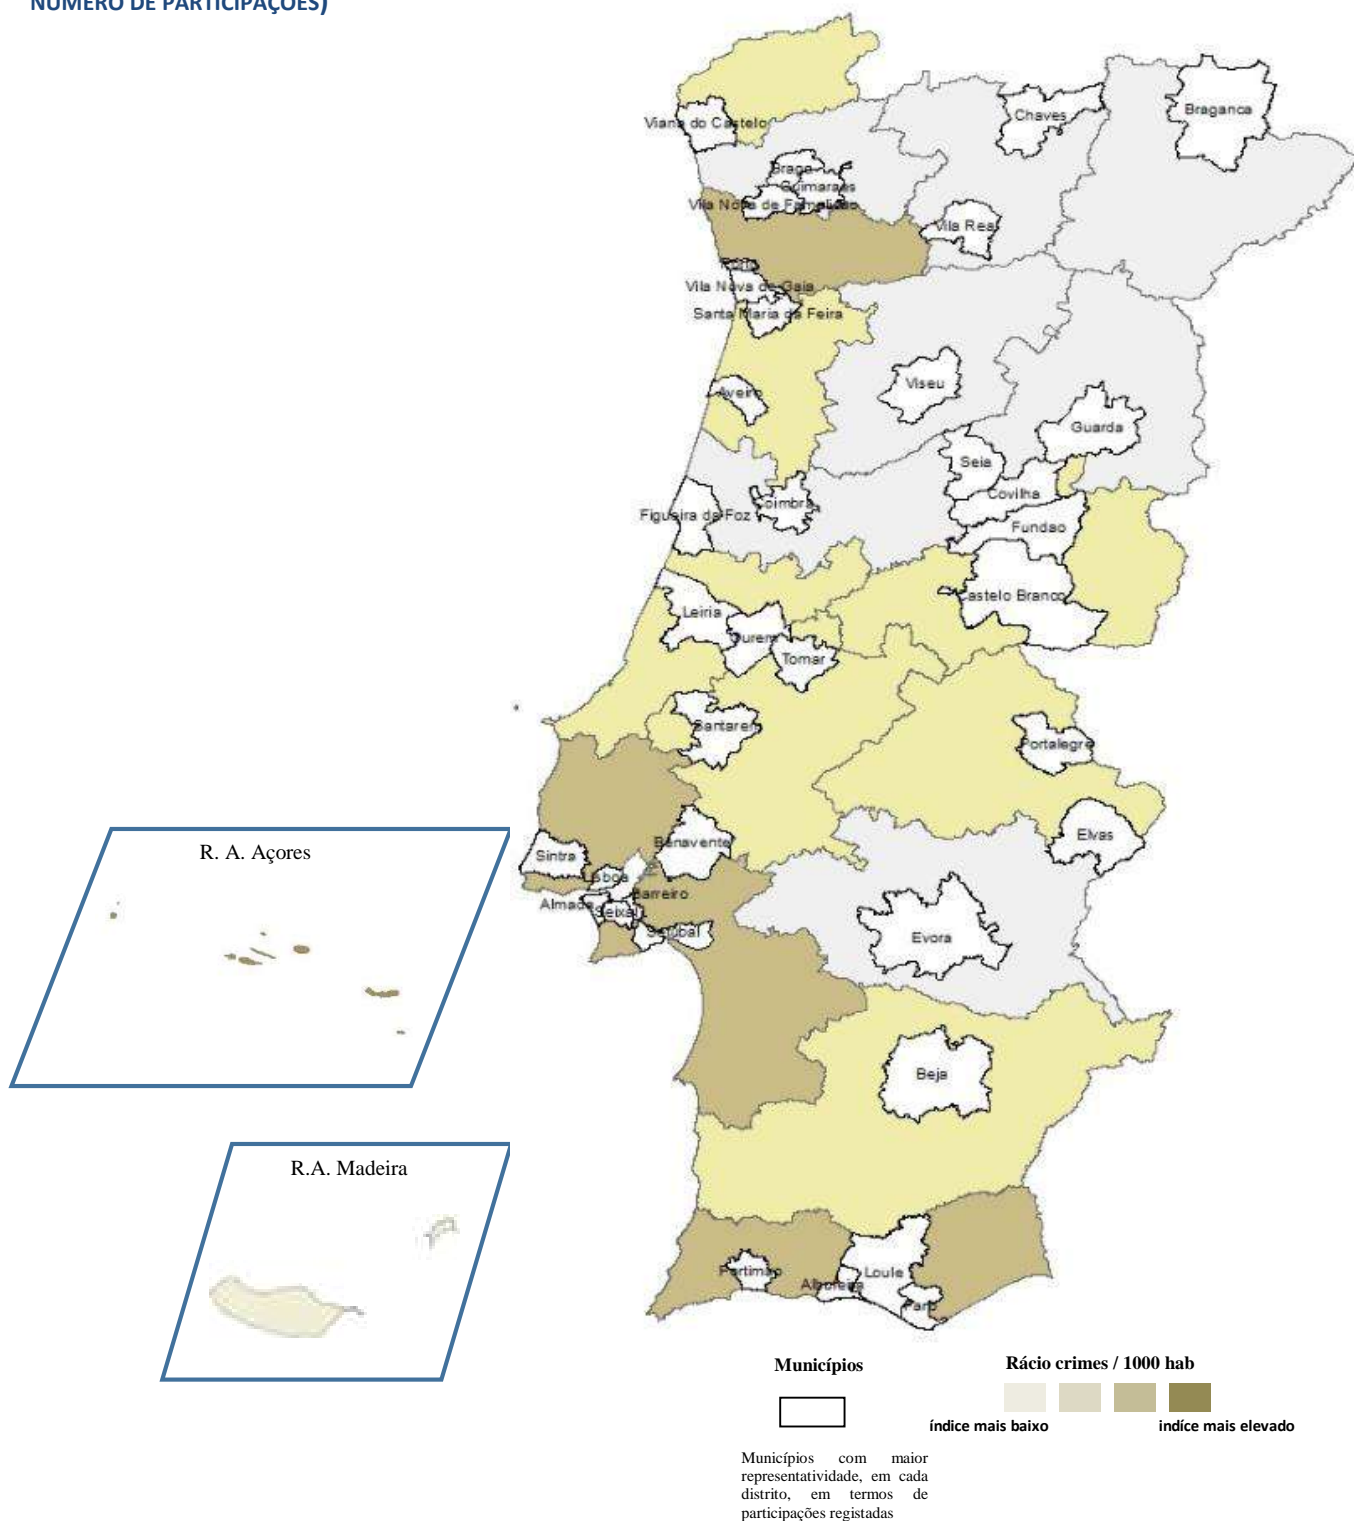 NÚMERO DE PARTICIPAÇÕES)
Viana do Castelo
Chaves
Braganca
Braga
Guimaraes
Vila Nova de Famalicao
Vila Real
Porto
Vila Nova de Gaia
Santa Maria da Feira
Aveiro
Viseu
Guarda
Seia
Covilha
Coimbra
Figueira da Foz
Fundao
Castelo Branco
Leiria
Ourem
Tomar
Santarem
Portalegre
Elvas
Benavente
Sintra
Lisboa
Barreiro
Almada
Seixal
Setubal
Evora
R. A. Açores
Beja
R.A. Madeira
Portimão
Albufeira
Loule
Faro
Municípios
Rácio crimes / 1000 hab
índice mais baixo
indíce mais elevado
Municípios com maior
representatividade, em cada
distrito, em termos de
participações registadas